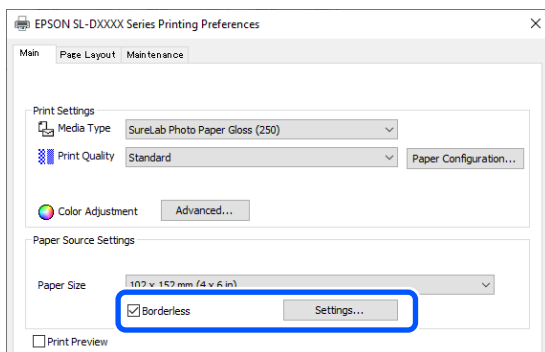 EPSON SL-DXXXX Series Printing Preferences
Main Page Layout Maintenance
Print Settings
Media Type SureLab Photo Paper Gloss (250)
Print Quality Standard Paper Configuration...
Color Adjustment Advanced...
Paper Source Settings
Paper Size 102 x 152 mm (4 x 6 in)
Borderless Settings...
Print Preview